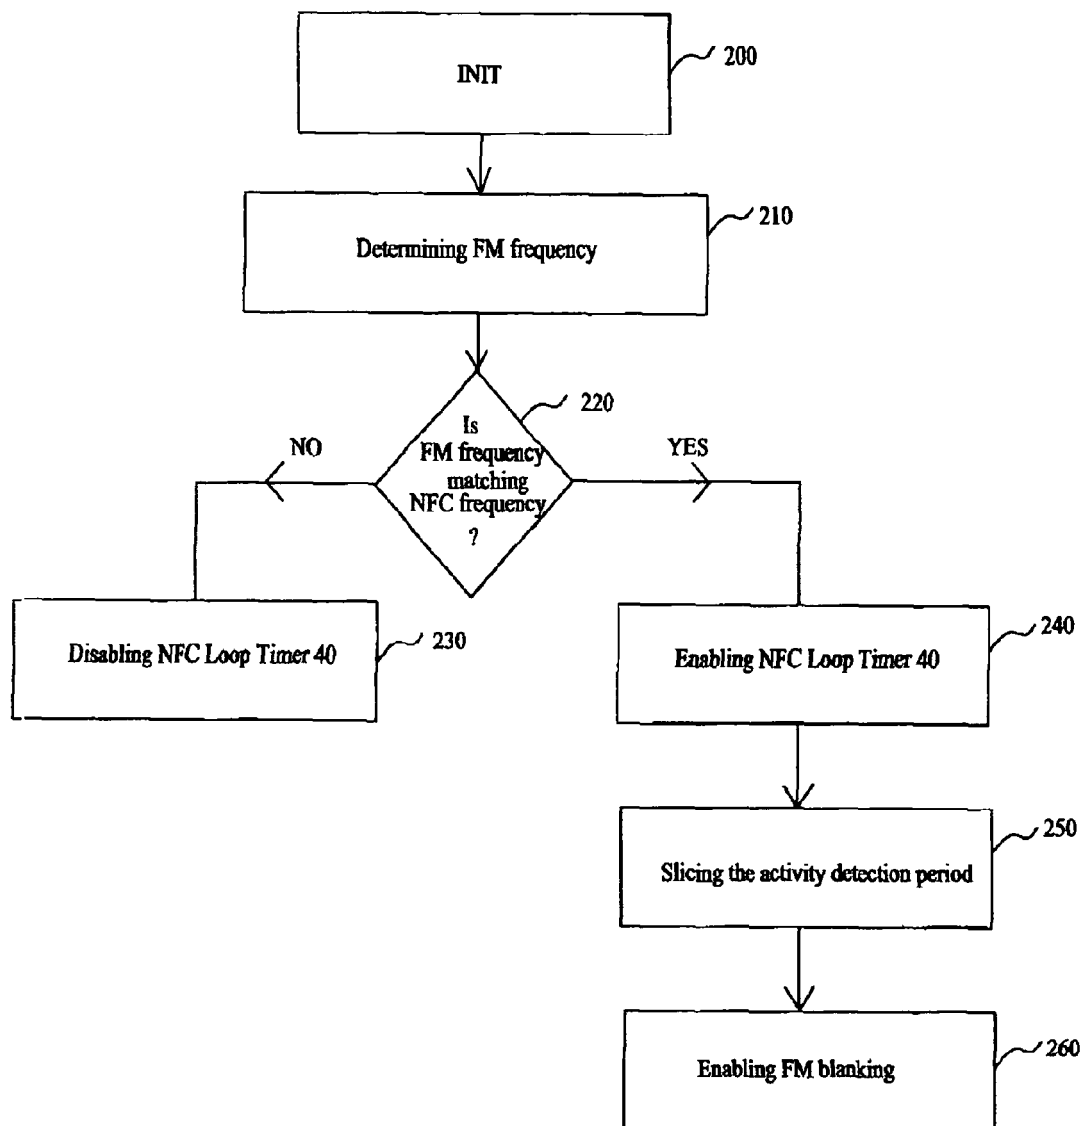 INIT
200
Determining FM frequency
210
220
Is
FM frequency
matching
NFC frequency
?
NO
YES
Disabling NFC Loop Timer 40
230
Enabling NFC Loop Timer 40
240
Slicing the activity detection period
250
Enabling FM blanking
260